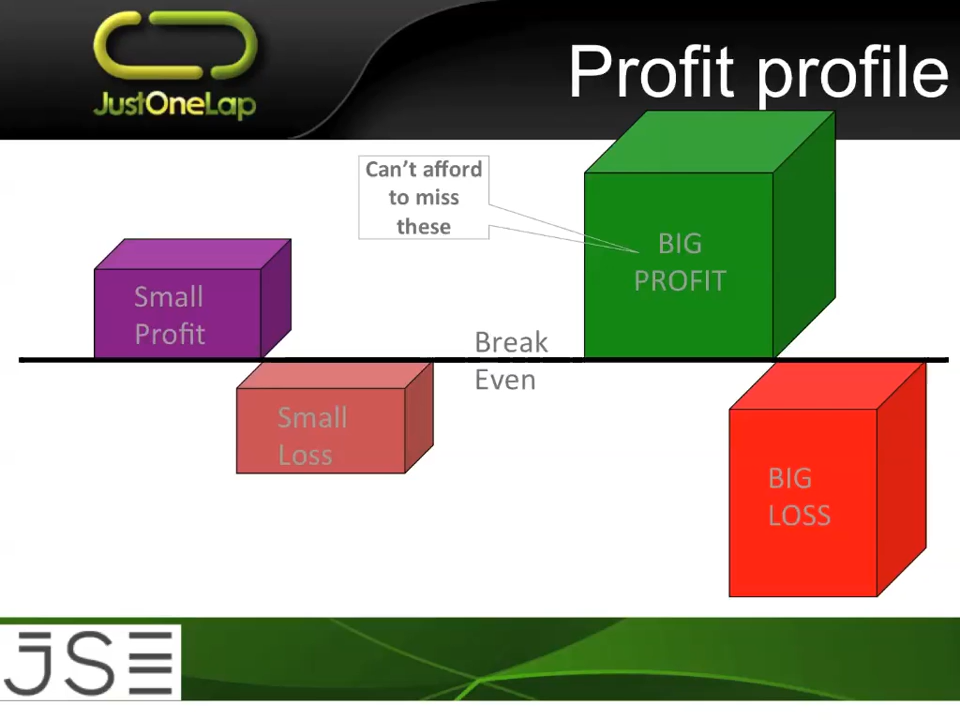 JustOneLap
Profit profile
Can't afford
to miss
these
BIG
PROFIT
Small
Profit
Break
Even
Small
Loss
BIG
LOSS
JSE